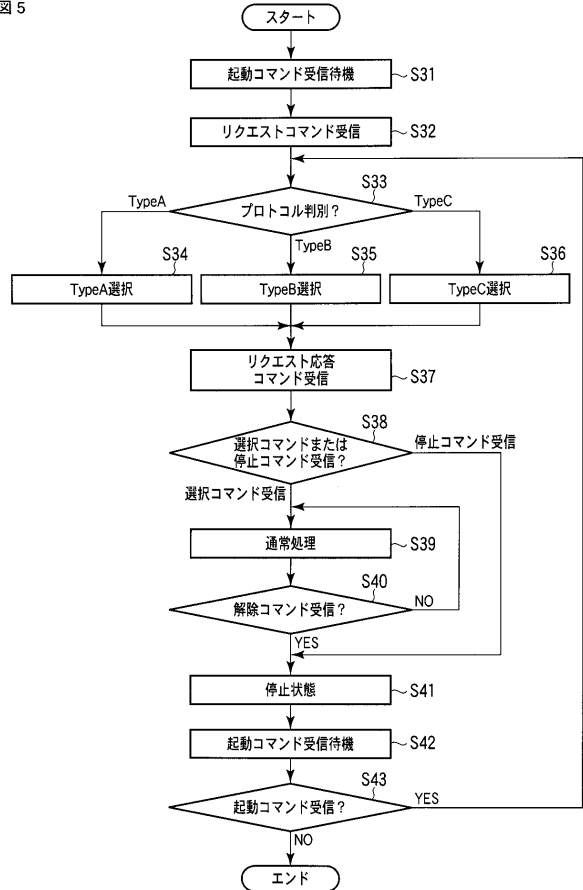 図5
スタート
起動コマンド受信待機
S31
リクエストコマンド受信
S32
S33
TypeA
プロトコル判別？
TypeC
TypeB
S34
S35
S36
TypeA選択
TypeB選択
TypeC選択
リクエスト応答
コマンド受信
S37
S38
選択コマンドまたは
停止コマンド受信？
停止コマンド受信
選択コマンド受信
通常処理
S39
S40
解除コマンド受信？
NO
YES
停止状態
S41
起動コマンド受信待機
S42
S43
起動コマンド受信？
YES
NO
エンド